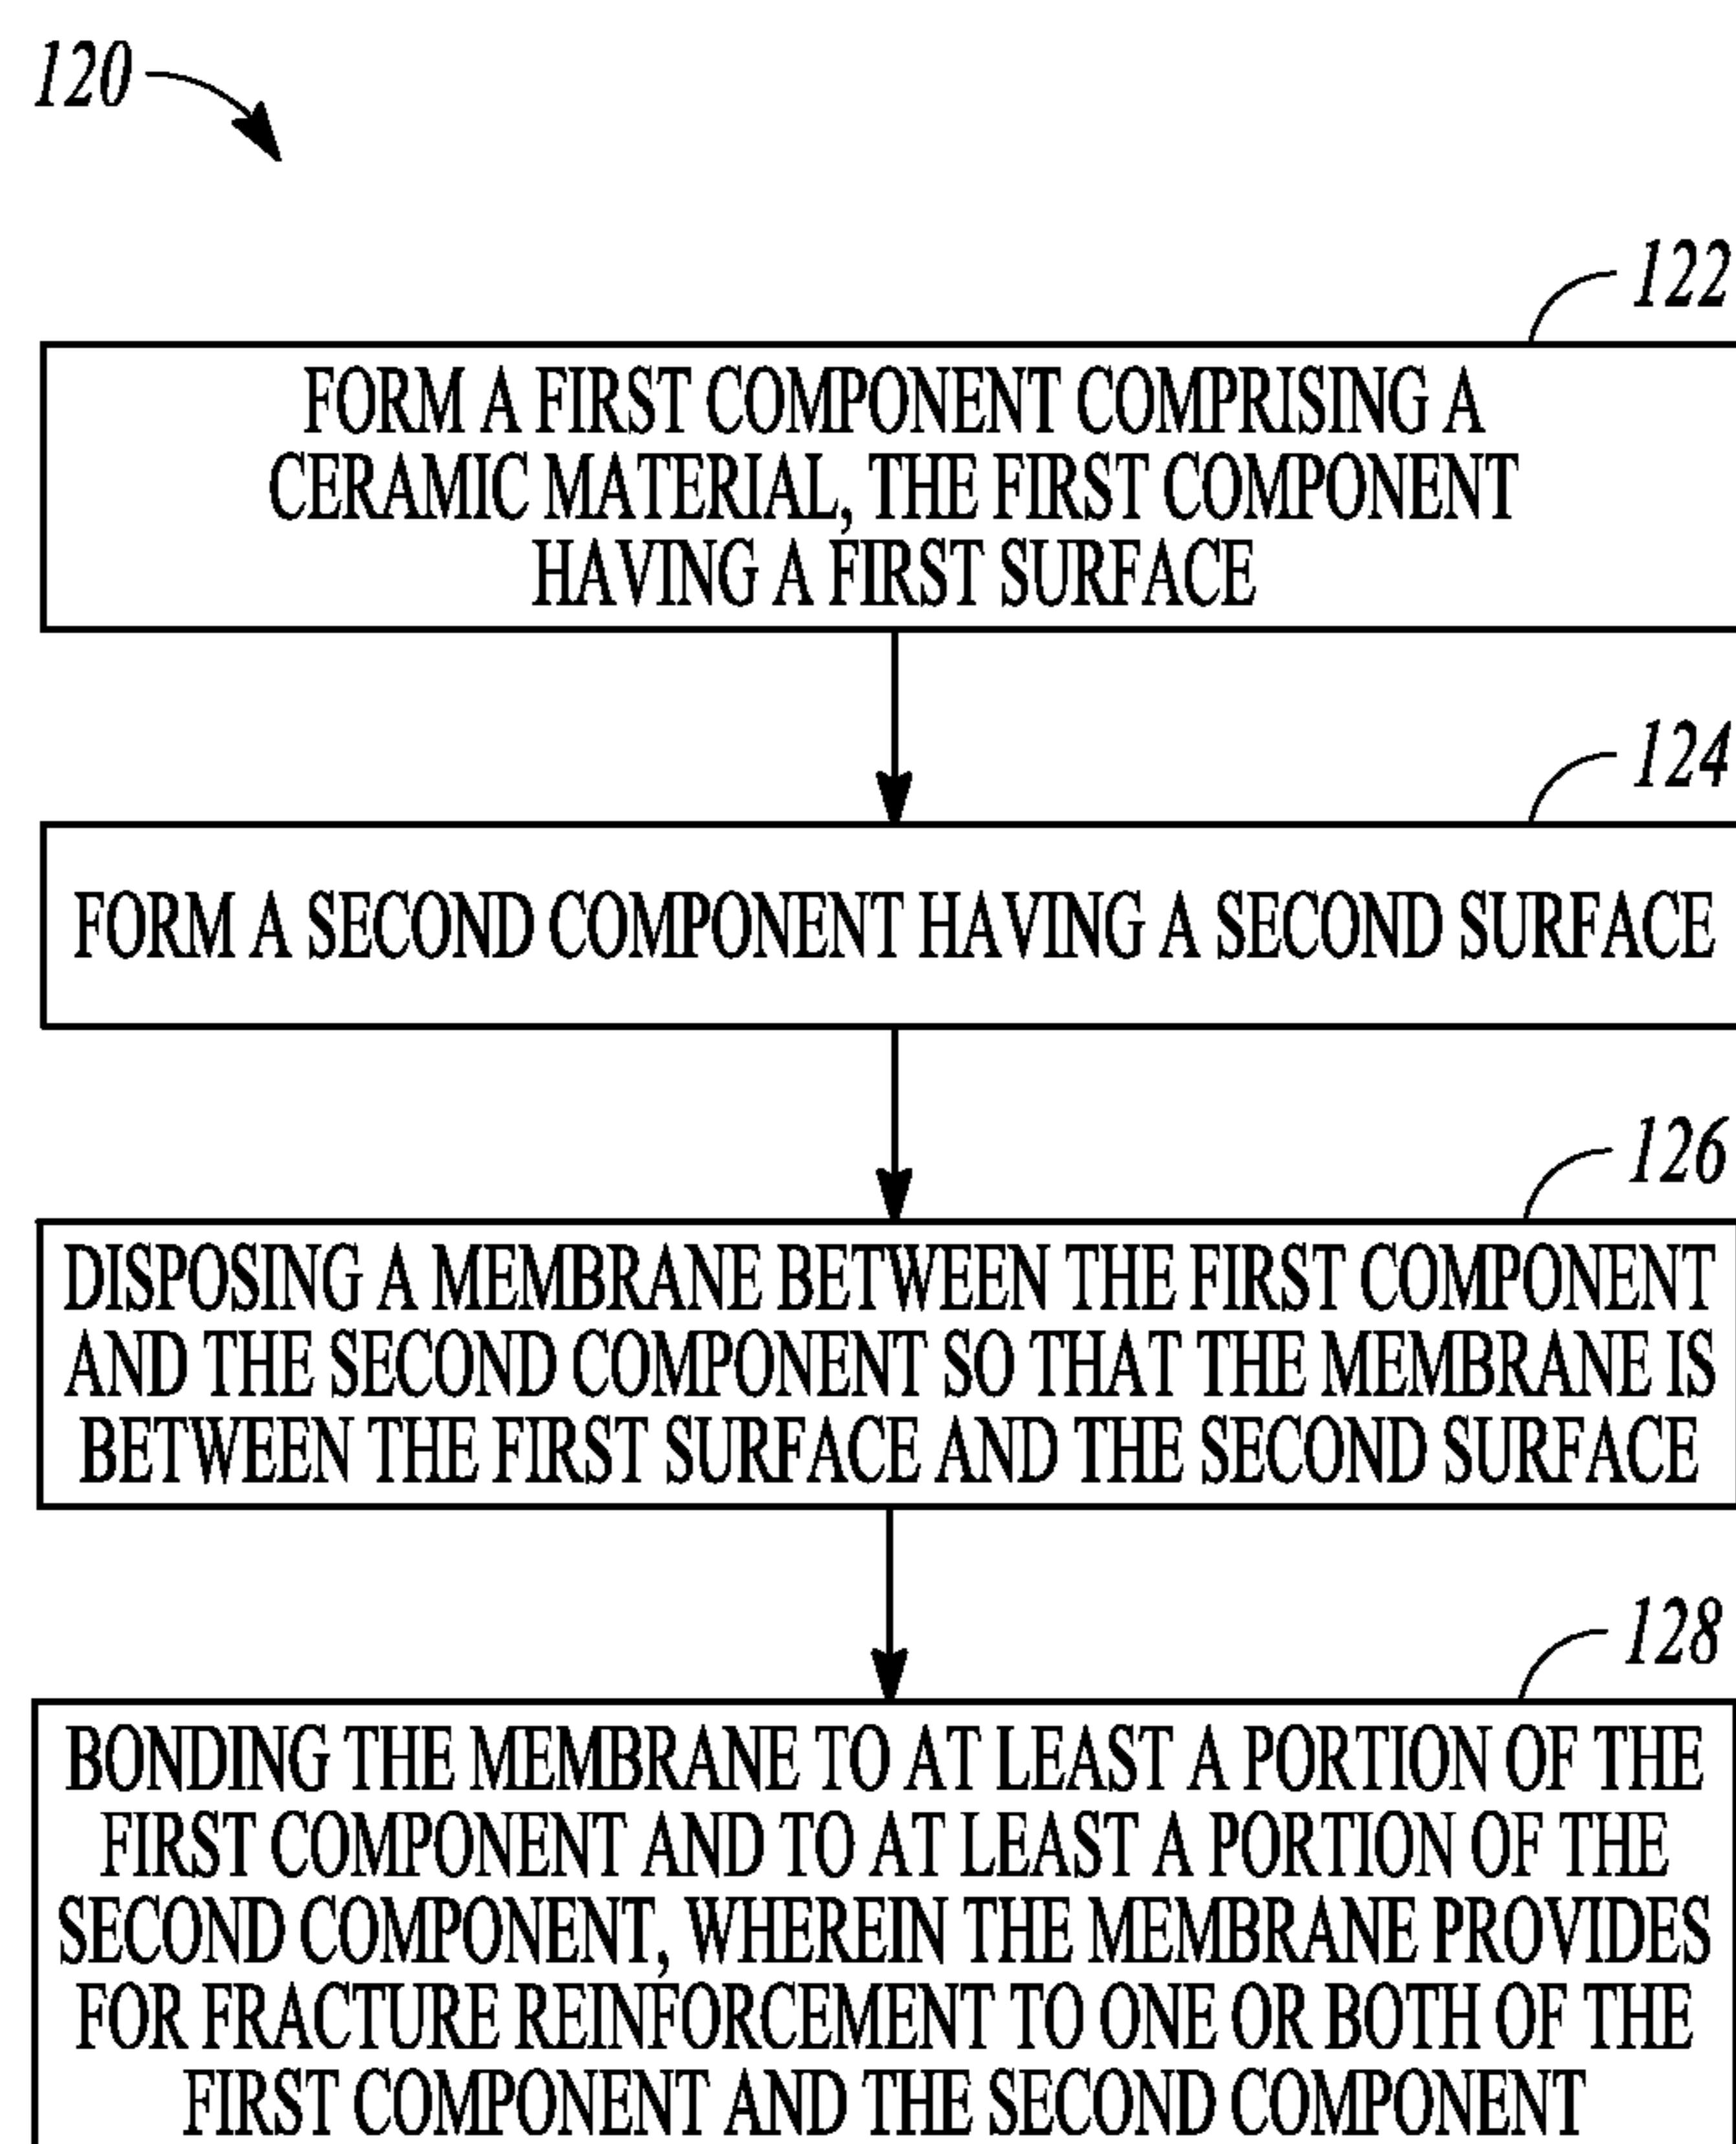 120
122
FORM A FIRST COMPONENT COMPRISING A
CERAMIC MATERIAL, THE FIRST COMPONENT
HAVING A FIRST SURFACE
124
FORM A SECOND COMPONENT HAVING A SECOND SURFACE
126
DISPOSING A MEMBRANE BETWEEN THE FIRST COMPONENT
AND THE SECOND COMPONENT SO THAT THE MEMBRANE IS
BETWEEN THE FIRST SURFACE AND THE SECOND SURFACE
128
BONDING THE MEMBRANE TO AT LEAST A PORTION OF THE
FIRST COMPONENT AND TO AT LEAST A PORTION OF THE
SECOND COMPONENT, WHEREIN THE MEMBRANE PROVIDES
FOR FRACTURE REINFORCEMENT TO ONE OR BOTH OF THE
FIRST COMPONENT AND THE SECOND COMPONENT